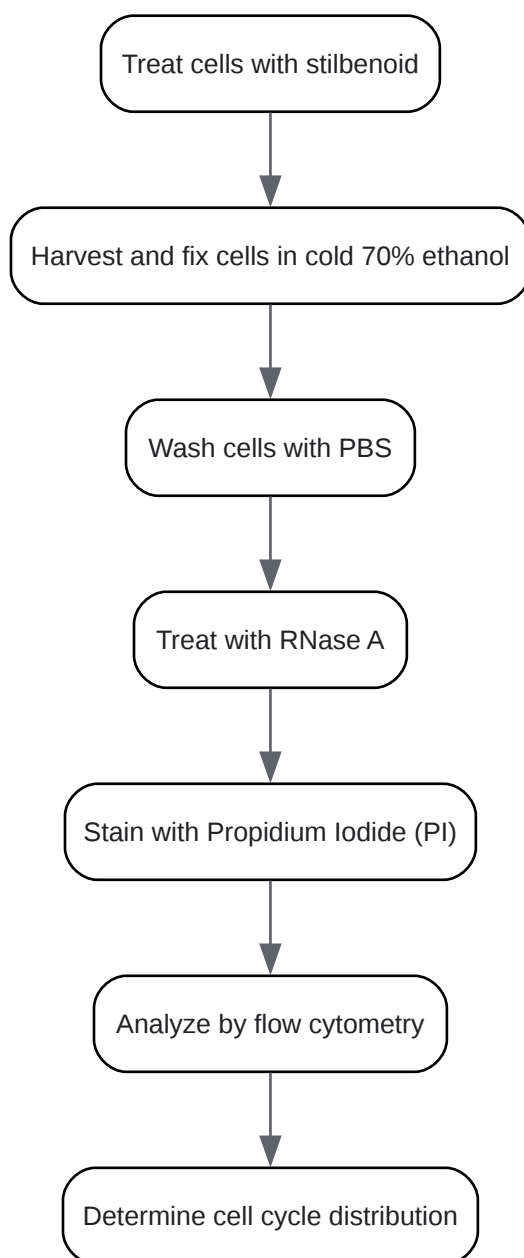 Treat cells with stilbenoid
Harvest and fix cells in cold 70% ethanol
Wash cells with PBS
Treat with RNase A
Stain with Propidium Iodide (PI)
Analyze by flow cytometry
Determine cell cycle distribution